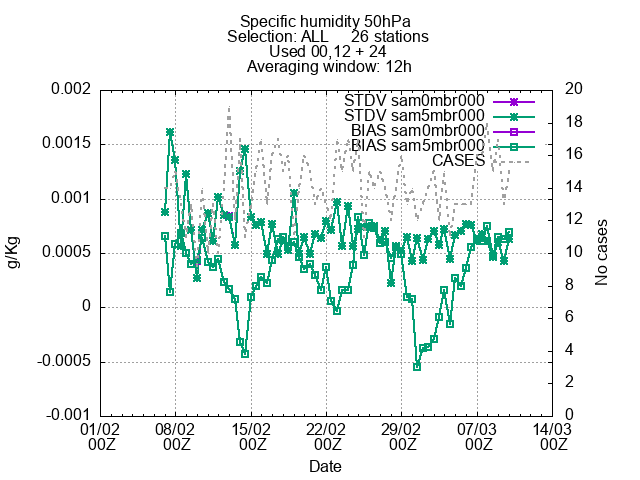 Specific humidity 50hPa
Selection: ALL 26 stations
Used 00,12 + 24
Averaging window: 12h
STDV sam0mbr000
STDV sam5mbr000
BIAS sam0mbr000
BIAS sam5mbr000
CASES
0.002
0.0015
0.001
0.0005
0
-0.0005
-0.001
g/Kg
20
18
16
14
12
10
8
6
4
2
0
No cases
01/02 08/02 15/02 22/02 29/02 07/03 14/03
00Z 00Z 00Z 00Z 00Z 00Z 00Z
Date